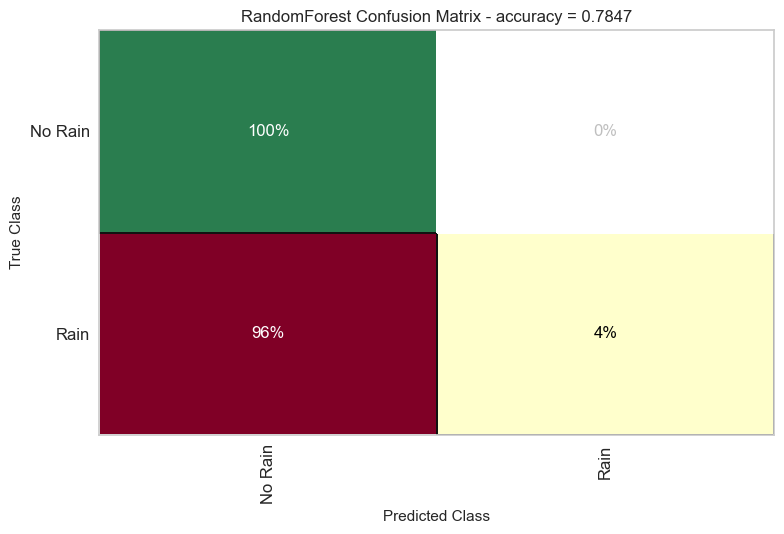 RandomForest Confusion Matrix - accuracy = 0.7847
No Rain
100%
0%
True Class
Rain
96%
4%
No Rain
Rain
Predicted Class